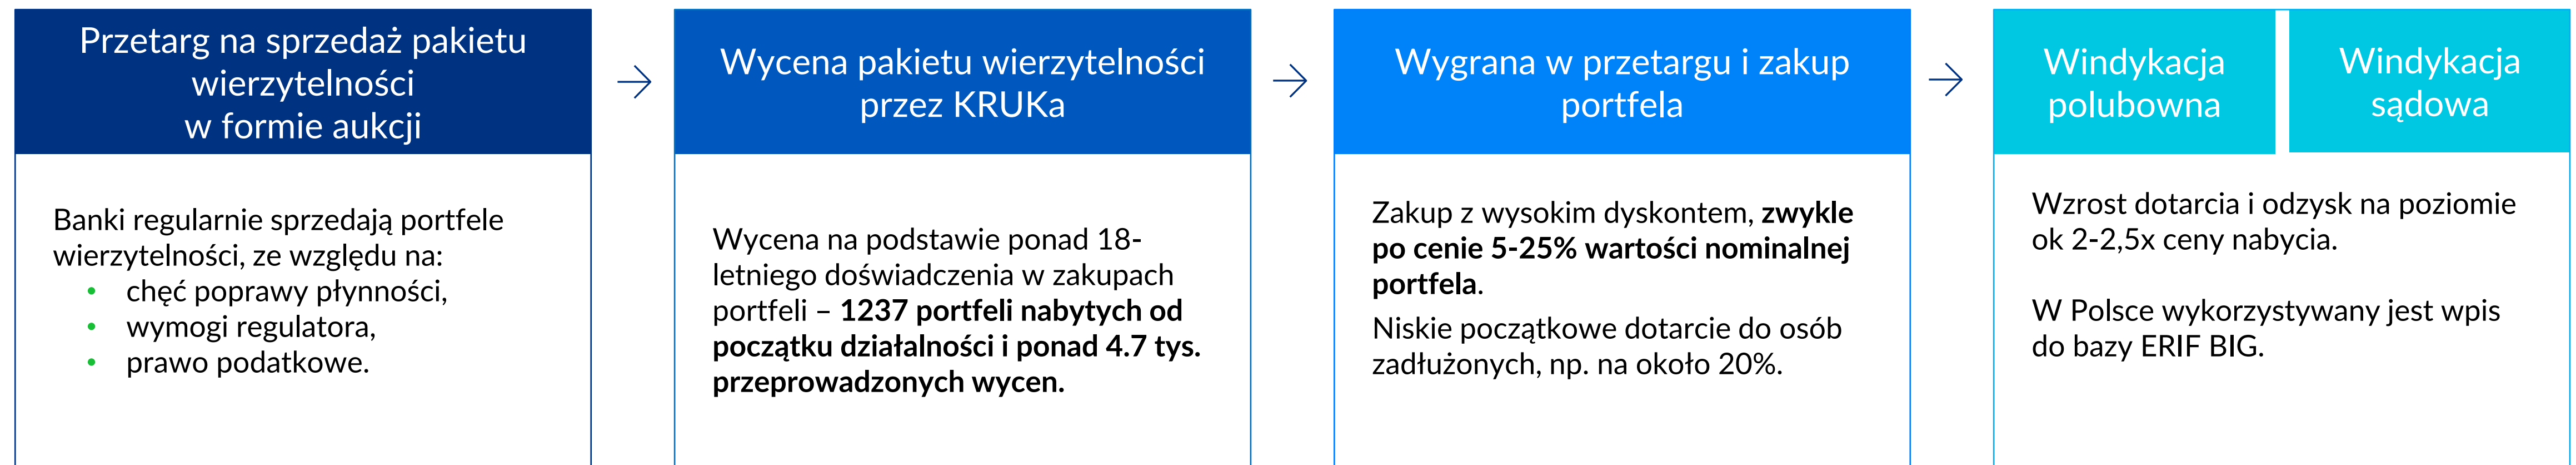 Przetarg na sprzedaż pakietu
wierzytelności
w formie aukcji
Banki regularnie sprzedają portfele
wierzytelności, ze względu na:
• chęć poprawy płynności,
• wymogi regulatora,
• prawo podatkowe.
Wycena pakietu wierzytelności
przez KRUKa
Wycena na podstawie ponad 18-
letniego doświadczenia w zakupach
portfeli – 1237 portfeli nabytych od
początku działalności i ponad 4.7 tys.
przeprowadzonych wycen.
Wygrana w przetargu i zakup
portfela
Zakup z wysokim dyskontem, zwykle
po cenie 5-25% wartości nominalnej
portfela.
Niskie początkowe dotarcie do osób
zadłużonych, np. na około 20%.
Windykacja
polubowna
Windykacja
sądowa
Wzrost dotarcia i odzysk na poziomie
ok 2-2,5x ceny nabycia.
W Polsce wykorzystywany jest wpis
do bazy ERIF BIG.